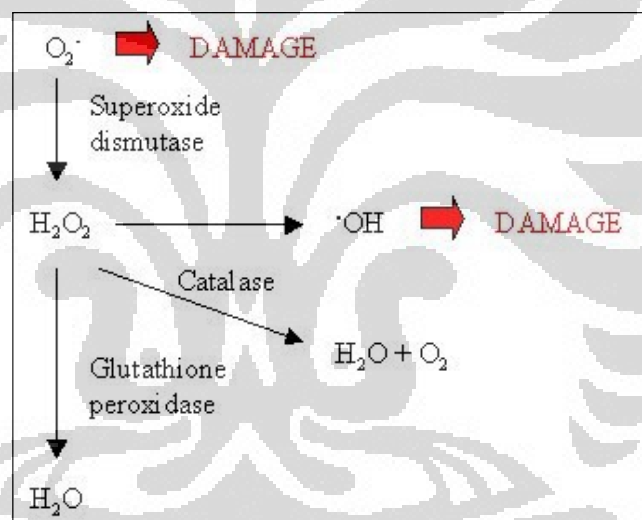 O₂·⁻ DAMAGE
Superoxide
dismutase
H₂O₂ ·OH DAMAGE
Catalase
H₂O + O₂
Glutathione
peroxidase
H₂O